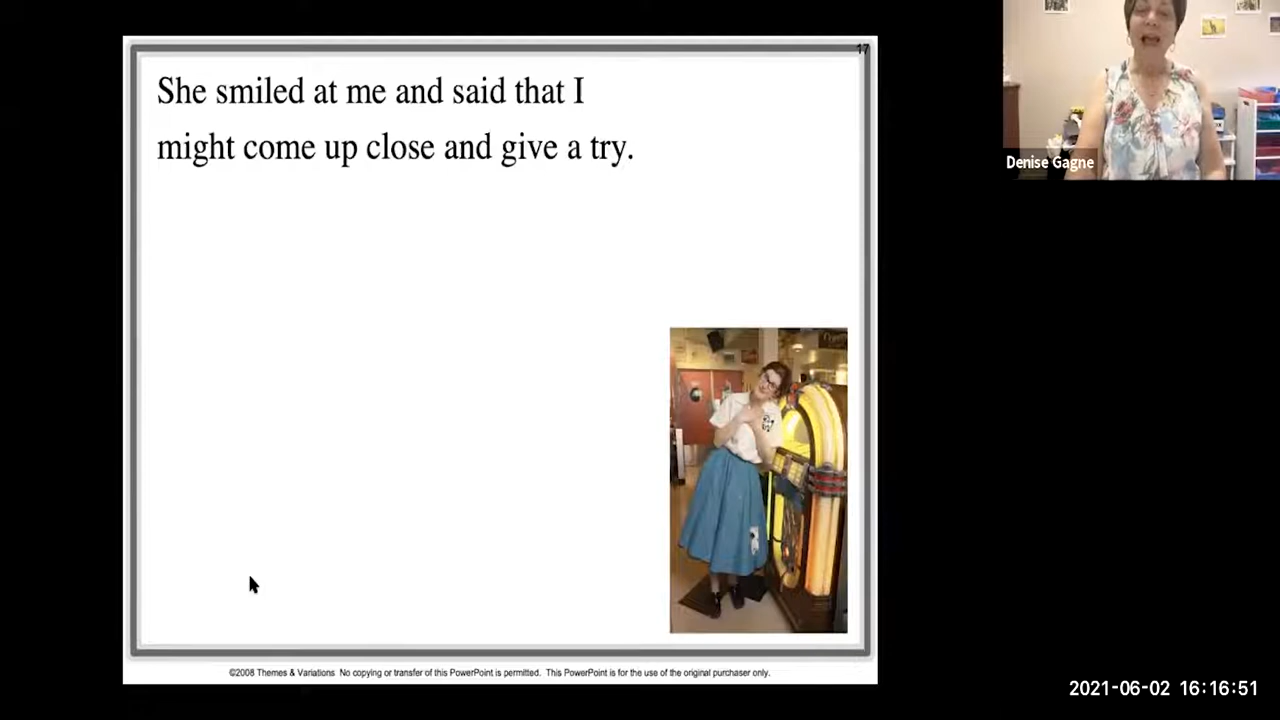 17
She smiled at me and said that I
might come up close and give a try.
Denise Gagne
©2008 Themes & Variations No copying or transfer of this PowerPoint is permitted. This PowerPoint is for the use of the original purchaser only.
2021-06-02 16:16:51